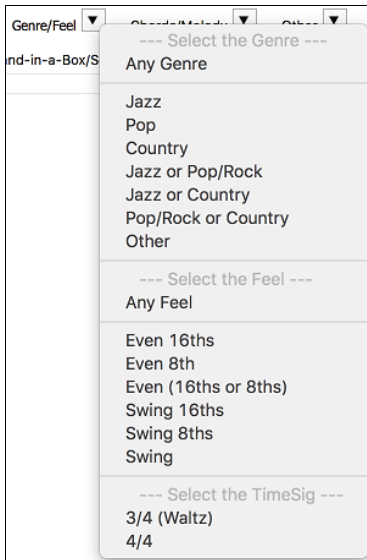 Genre/Feel ▼ Chords/Melody ▼ Other ▼
nd-in-a-Box/S
--- Select the Genre ---
Any Genre
Jazz
Pop
Country
Jazz or Pop/Rock
Jazz or Country
Pop/Rock or Country
Other
--- Select the Feel ---
Any Feel
Even 16ths
Even 8th
Even (16ths or 8ths)
Swing 16ths
Swing 8ths
Swing
--- Select the TimeSig ---
3/4 (Waltz)
4/4